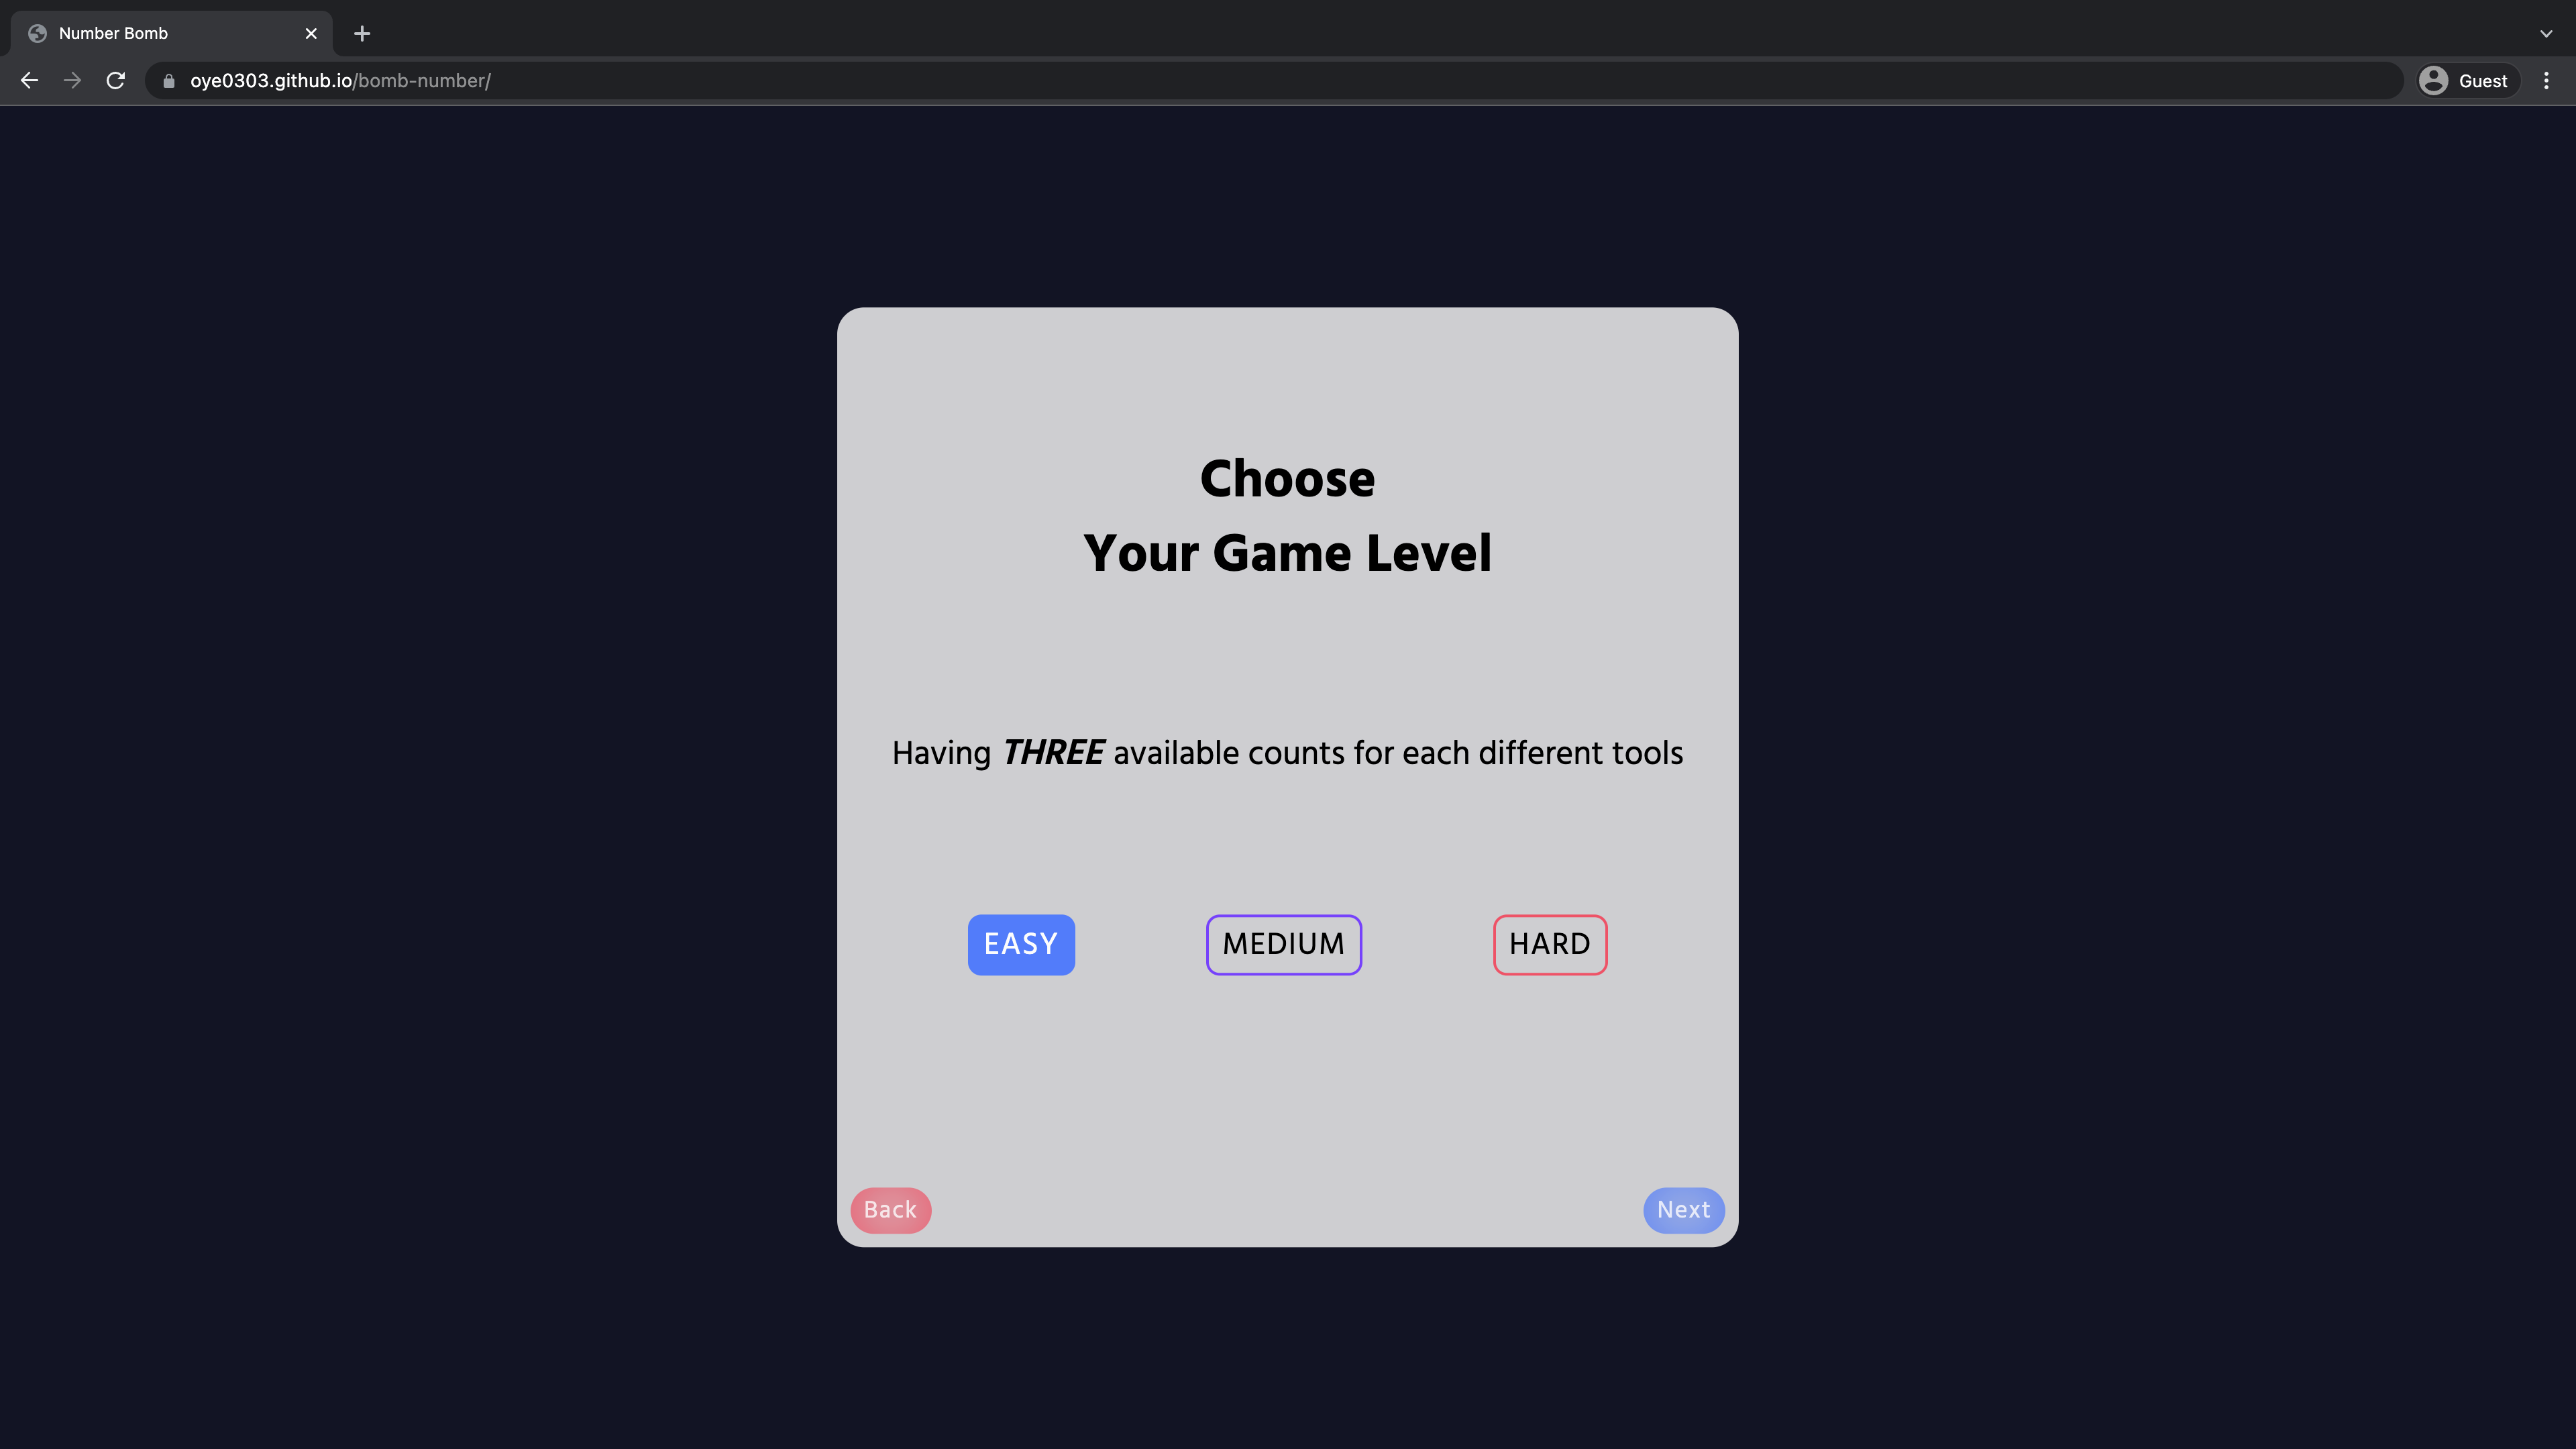 Number Bomb
oye0303.github.io/bomb-number/
Guest
Choose
Your Game Level
Having THREE available counts for each different tools
EASY
MEDIUM
HARD
Back
Next